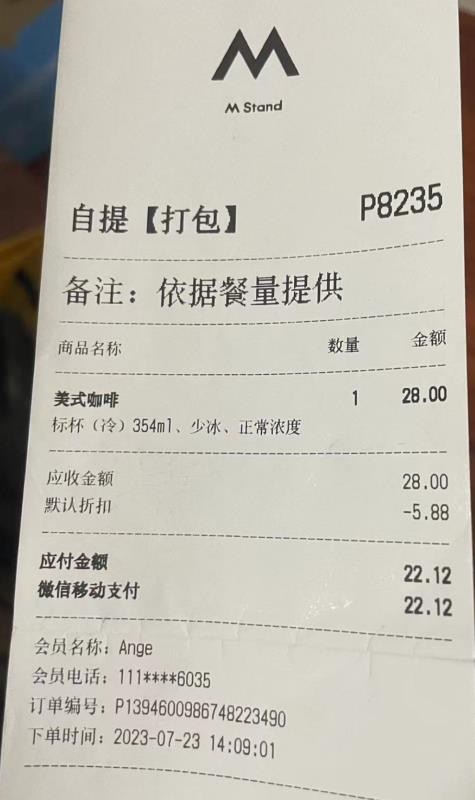 M
M Stand
自提【打包】 P8235
备注：依据餐量提供
商品名称 数量 金额
美式咖啡 1 28.00
标杯（冷）354ml、少冰、正常浓度
应收金额 28.00
默认折扣 -5.88
应付金额 22.12
微信移动支付 22.12
会员名称：Ange
会员电话：111****6035
订单编号：P1394600986748223490
下单时间：2023-07-23 14:09:01